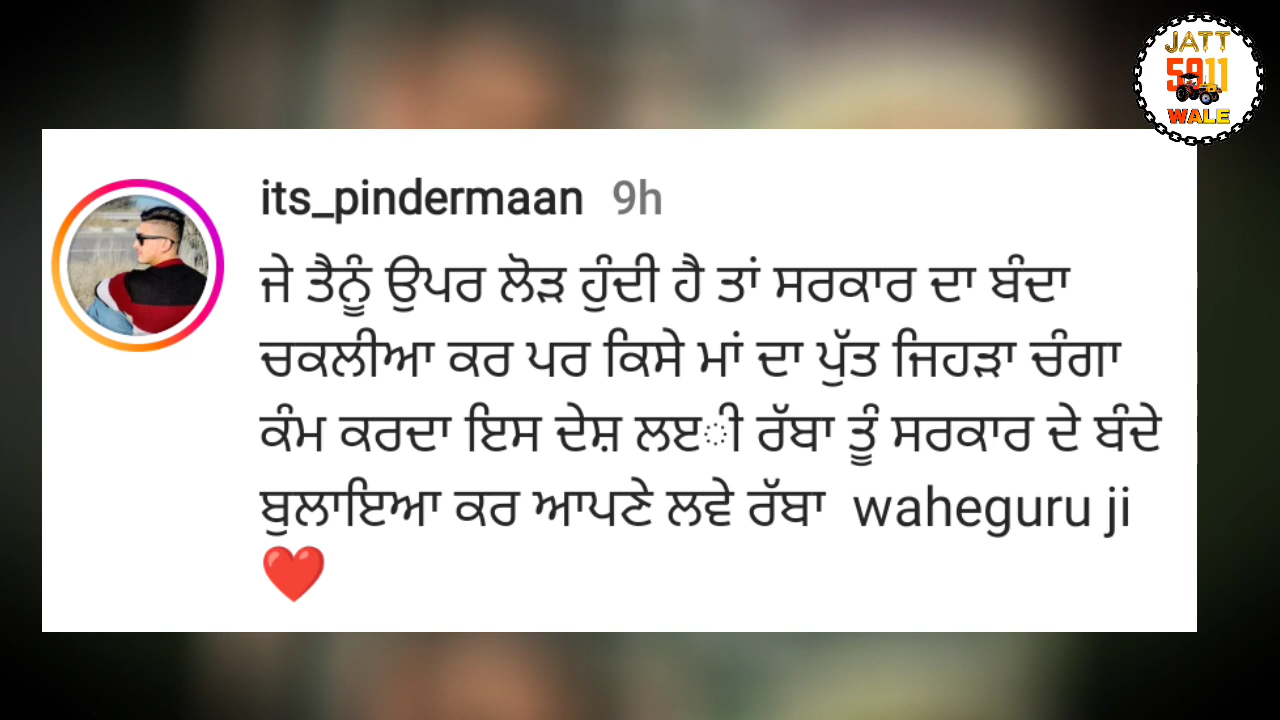 JATT
5911
WALE
its_pindermaan 9h
ਜੇ ਤੈਨੂੰ ਉਪਰ ਲੋੜ ਹੁੰਦੀ ਹੈ ਤਾਂ ਸਰਕਾਰ ਦਾ ਬੰਦਾ
ਚਕਲੀਆ ਕਰ ਪਰ ਕਿਸੇ ਮਾਂ ਦਾ ਪੁੱਤ ਜਿਹੜਾ ਚੰਗਾ
ਕੰਮ ਕਰਦਾ ਇਸ ਦੇਸ਼ ਲਏੀ ਰੱਬਾ ਤੂੰ ਸਰਕਾਰ ਦੇ ਬੰਦੇ
ਬੁਲਾਇਆ ਕਰ ਆਪਣੇ ਲਵੇ ਰੱਬਾ waheguru ji
❤️